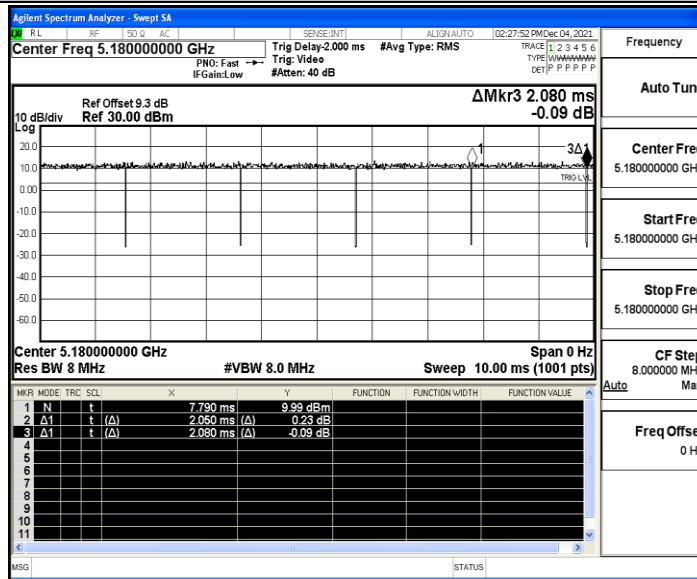 Agilent Spectrum Analyzer - Swept SA
RL RF 50 Ω AC SENSE:INT ALIGN AUTO 02:27:52 PM Dec 04, 2021
Center Freq 5.180000000 GHz
PNO: Fast
IFGain:Low
Trig Delay-2.000 ms
Trig: Video
#Atten: 40 dB
#Avg Type: RMS
TRACE 1 2 3 4 5 6
TYPE
DET P P P P P
Frequency
Auto Tun
Center Fre
5.180000000 GH
Start Fre
5.180000000 GH
Stop Fre
5.180000000 GH
CF Step
8.000000 MH
Auto Ma
Freq Offse
0 H
Ref Offset 9.3 dB
10 dB/div Ref 30.00 dBm
Log
ΔMkr3 2.080 ms
-0.09 dB
20.0
10.0
0.00
-10.0
-20.0
-30.0
-40.0
-50.0
-60.0
1
3Δ1
TRIG LVL
Center 5.180000000 GHz Span 0 Hz
Res BW 8 MHz #VBW 8.0 MHz Sweep 10.00 ms (1001 pts)
MKR MODE TRC SCL X Y FUNCTION FUNCTION WIDTH FUNCTION VALUE
1 N t 7.790 ms 9.99 dBm
2 Δ1 t (Δ) 2.050 ms (Δ) 0.23 dB
3 Δ1 t (Δ) 2.080 ms (Δ) -0.09 dB
4
5
6
7
8
9
10
11
MSG STATUS